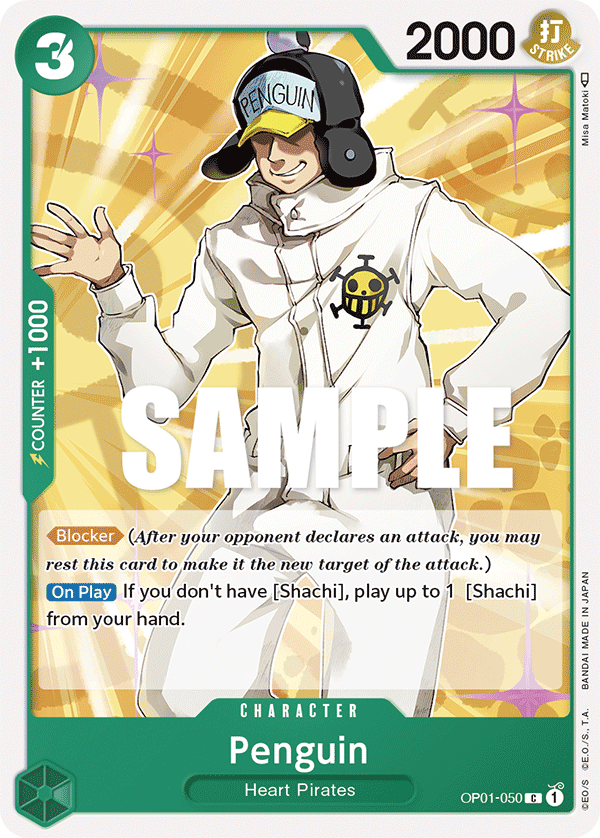 3
2000
打
STRIKE
PENGUIN
Misa Matoki
COUNTER +1000
SAMPLE
Blocker (After your opponent declares an attack, you may
rest this card to make it the new target of the attack.)
On Play If you don't have [Shachi], play up to 1 [Shachi]
from your hand.
CHARACTER
Penguin
Heart Pirates
OP01-050 C 1
©EO/S ©E.O./S., T.A. BANDAI MADE IN JAPAN